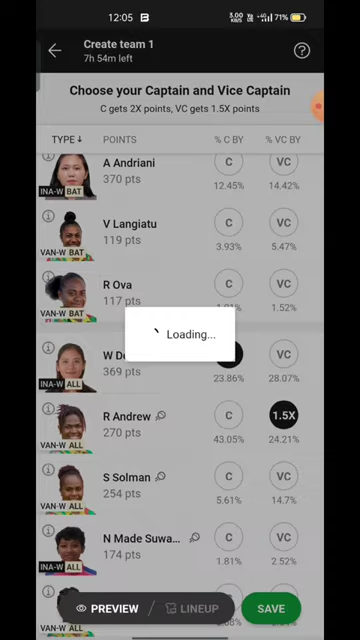 12:05 B 3.00 KB/S 4G 71%
Create team 1
7h 54m left
Choose your Captain and Vice Captain
C gets 2X points, VC gets 1.5X points
TYPE ↓ POINTS % C BY % VC BY
A Andriani C VC
370 pts
INA-W BAT 12.45% 14.42%
V Langiatu C VC
119 pts
VAN-W BAT 3.93% 5.47%
R Ova C VC
117 pts
VAN-W BAT 1.52%
Loading...
VC
369 pts
INA-W ALL 23.86% 28.07%
R Andrew C 1.5X
270 pts
VAN-W ALL 43.05% 24.21%
S Solman C VC
254 pts
VAN-W ALL 5.61% 14.7%
N Made Suwa... C VC
174 pts
INA-W ALL 1.81% 2.52%
PREVIEW / LINEUP SAVE